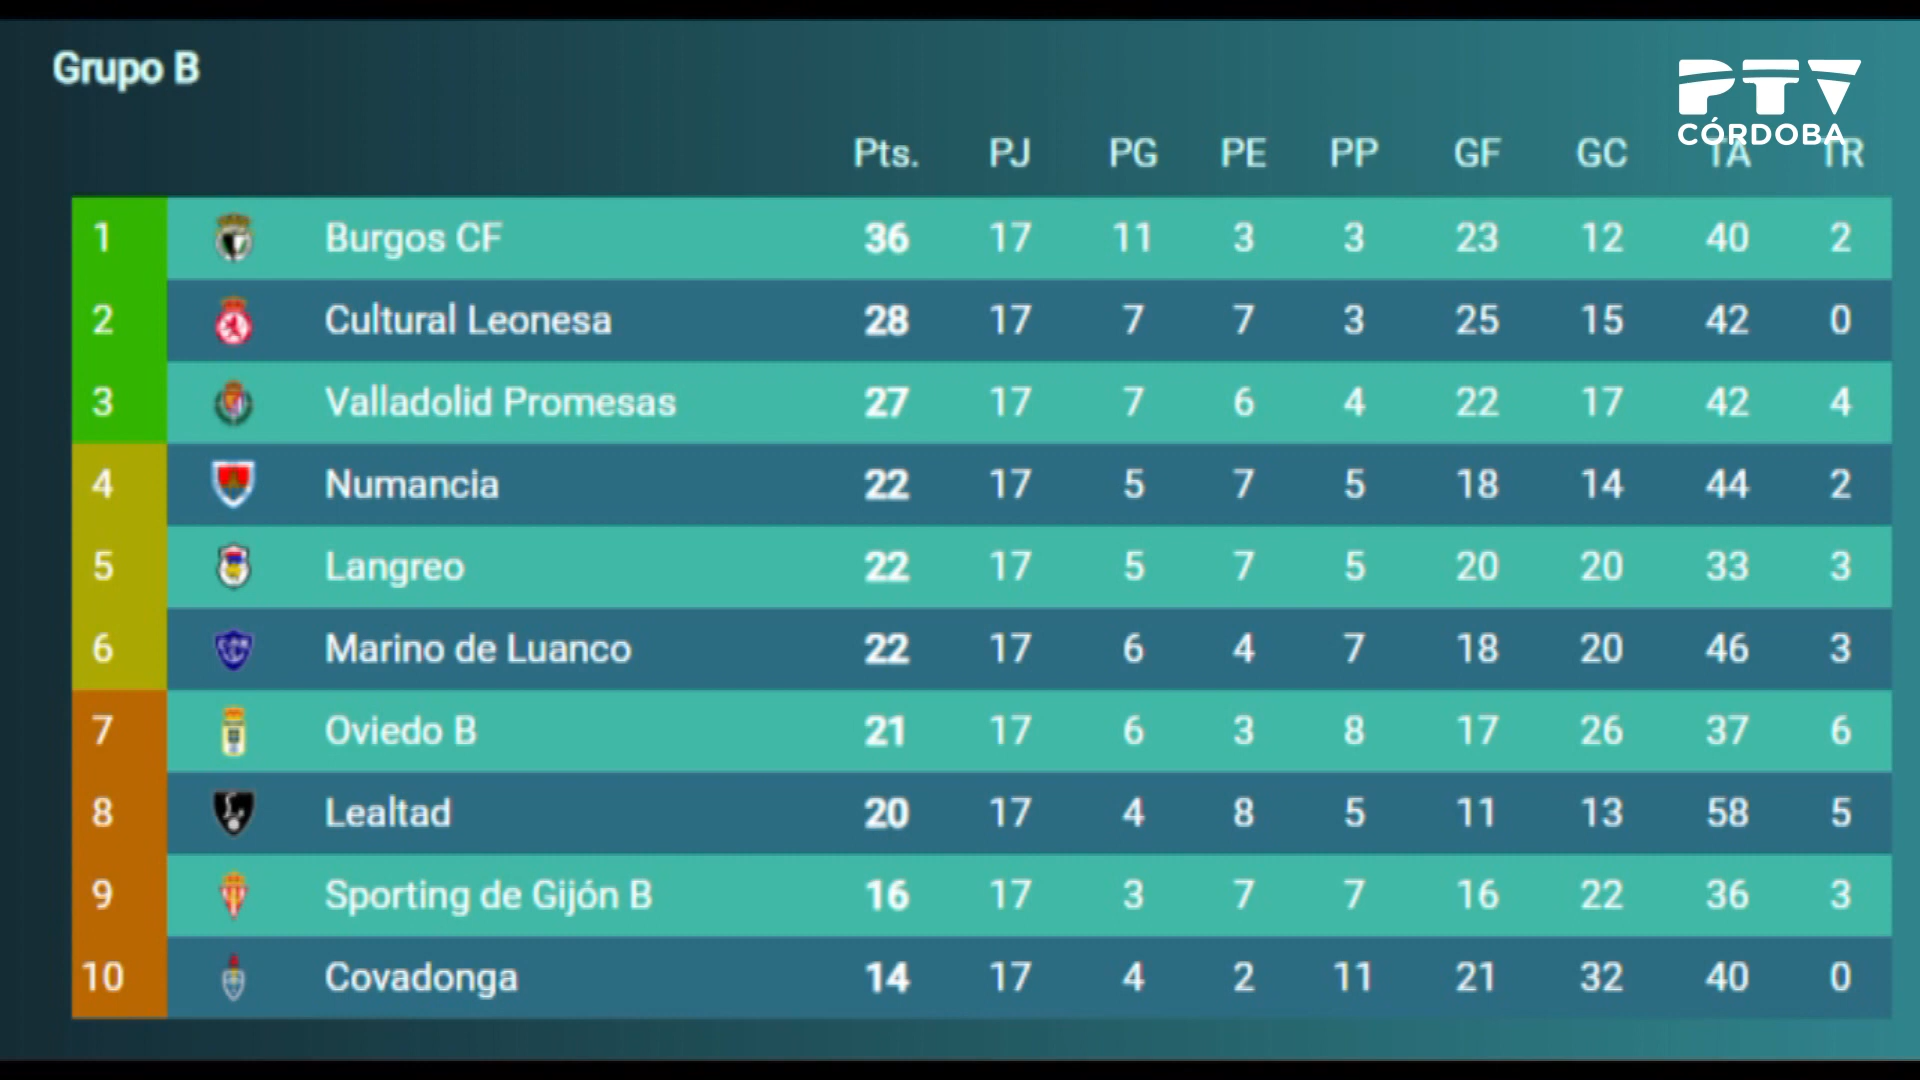 Grupo B
PTV
CÓRDOBA
Pts. PJ PG PE PP GF GC TA TR
1 Burgos CF 36 17 11 3 3 23 12 40 2
2 Cultural Leonesa 28 17 7 7 3 25 15 42 0
3 Valladolid Promesas 27 17 7 6 4 22 17 42 4
4 Numancia 22 17 5 7 5 18 14 44 2
5 Langreo 22 17 5 7 5 20 20 33 3
6 Marino de Luanco 22 17 6 4 7 18 20 46 3
7 Oviedo B 21 17 6 3 8 17 26 37 6
8 Lealtad 20 17 4 8 5 11 13 58 5
9 Sporting de Gijón B 16 17 3 7 7 16 22 36 3
10 Covadonga 14 17 4 2 11 21 32 40 0